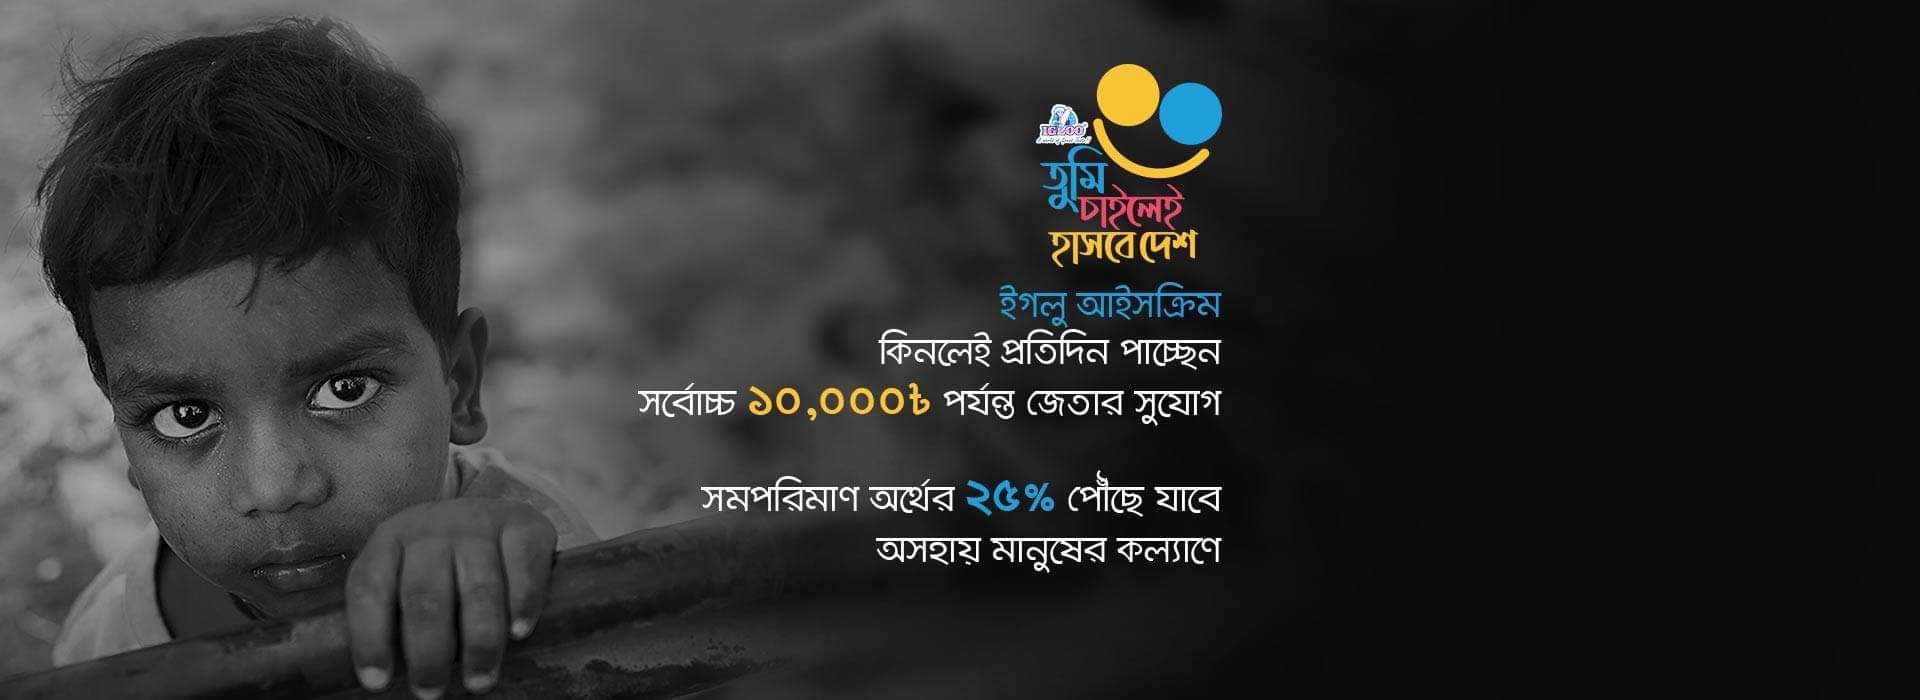 IGLOO
তুমি
চাইলেই
হাসবে দেশ
ইগলু আইসক্রিম
কিনলেই প্রতিদিন পাচ্ছেন
সর্বোচ্চ ১০,০০০৳ পর্যন্ত জেতার সুযোগ
সমপরিমাণ অর্থের ২৫% পৌঁছে যাবে
অসহায় মানুষের কল্যাণে